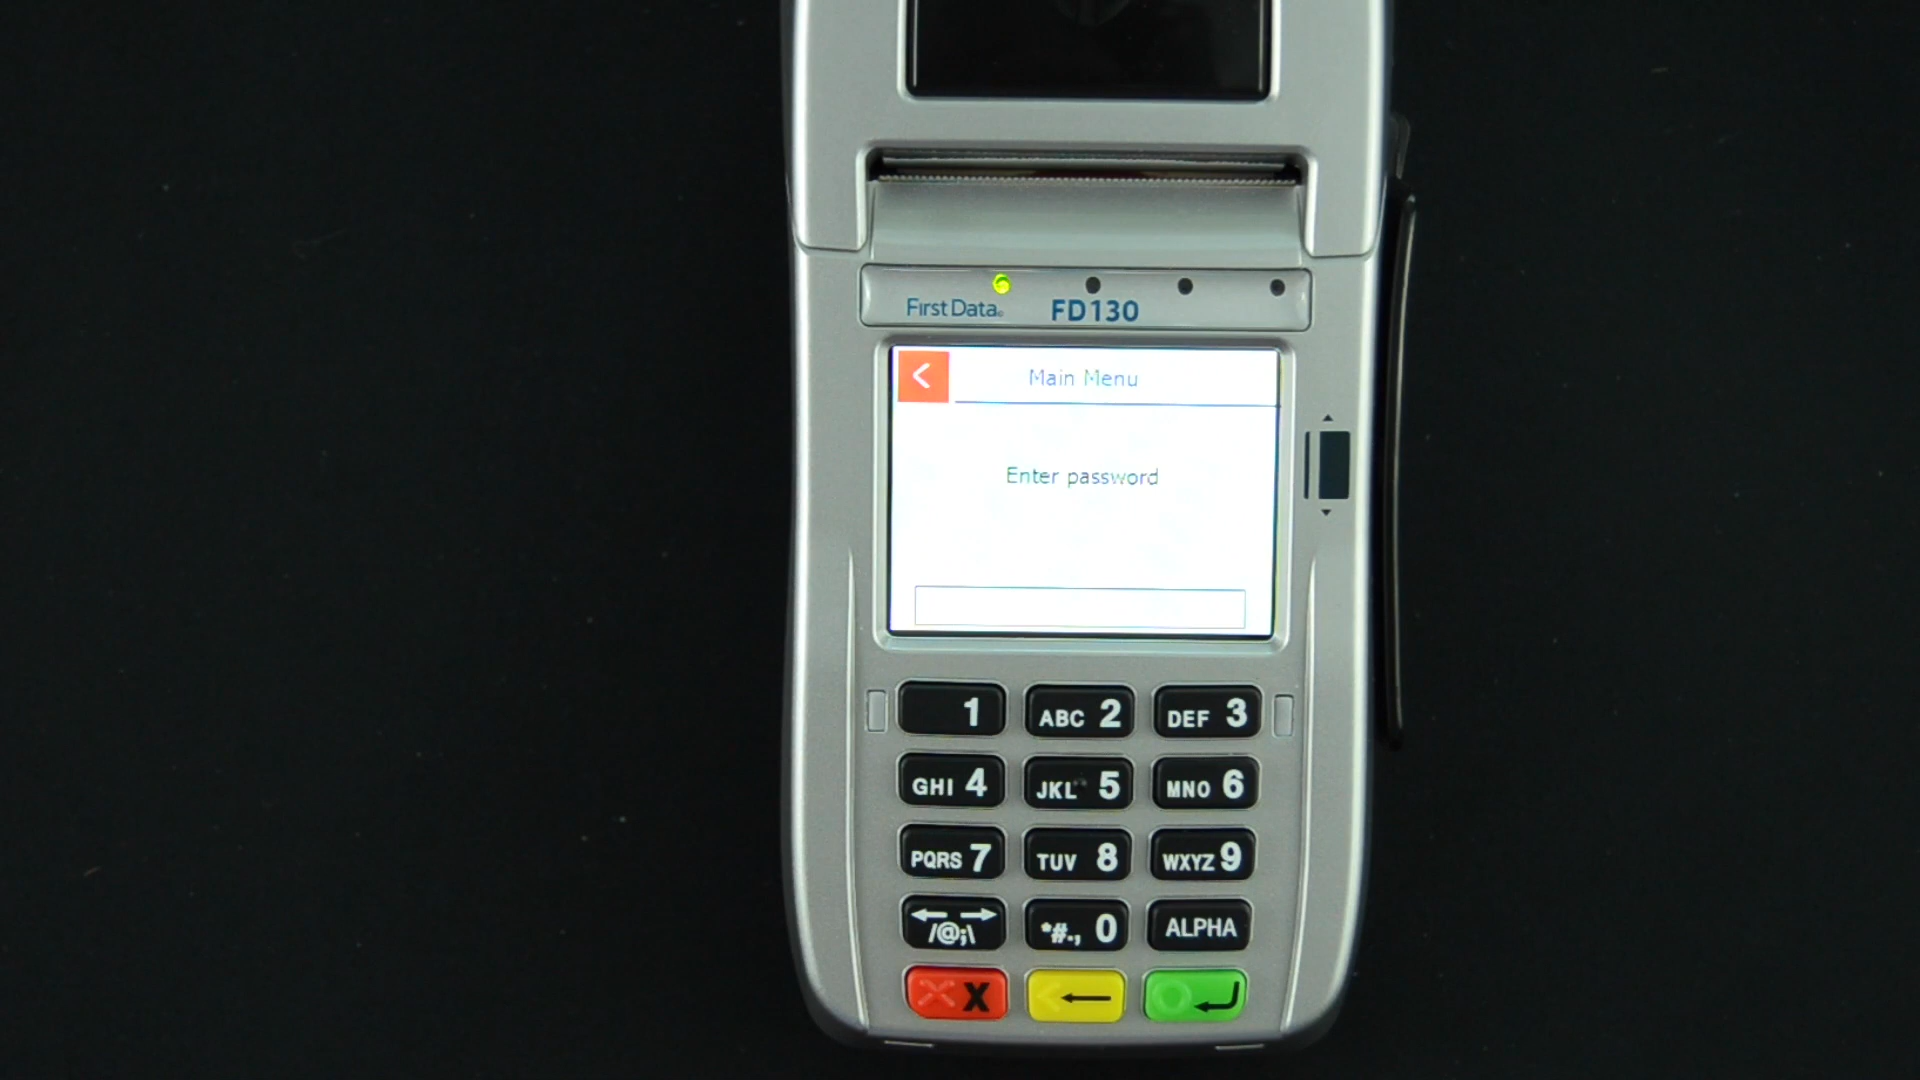 First Data. FD130
<
Main Menu
Enter password
1 ABC 2 DEF 3
GHI 4 JKL 5 MNO 6
PQRS 7 TUV 8 WXYZ 9
/@;\ *#., 0 ALPHA
X